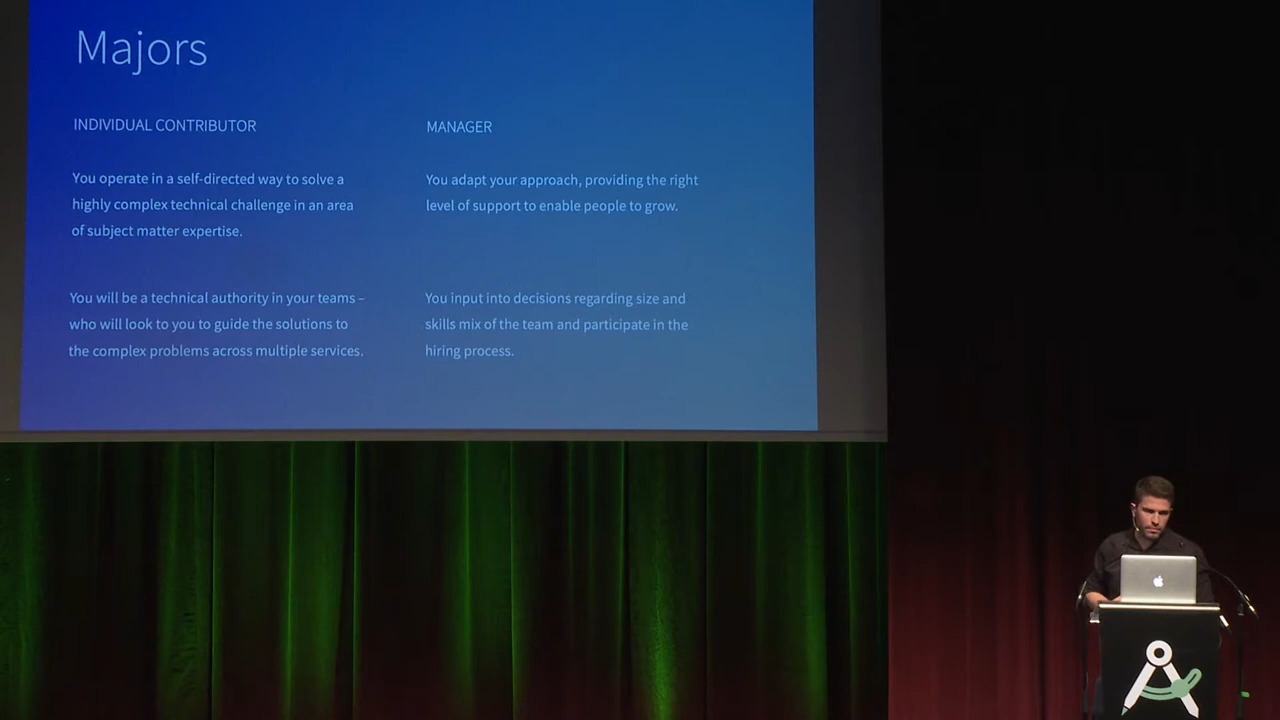 Majors
INDIVIDUAL CONTRIBUTOR
You operate in a self-directed way to solve a
highly complex technical challenge in an area
of subject matter expertise.
You will be a technical authority in your teams –
who will look to you to guide the solutions to
the complex problems across multiple services.
MANAGER
You adapt your approach, providing the right
level of support to enable people to grow.
You input into decisions regarding size and
skills mix of the team and participate in the
hiring process.